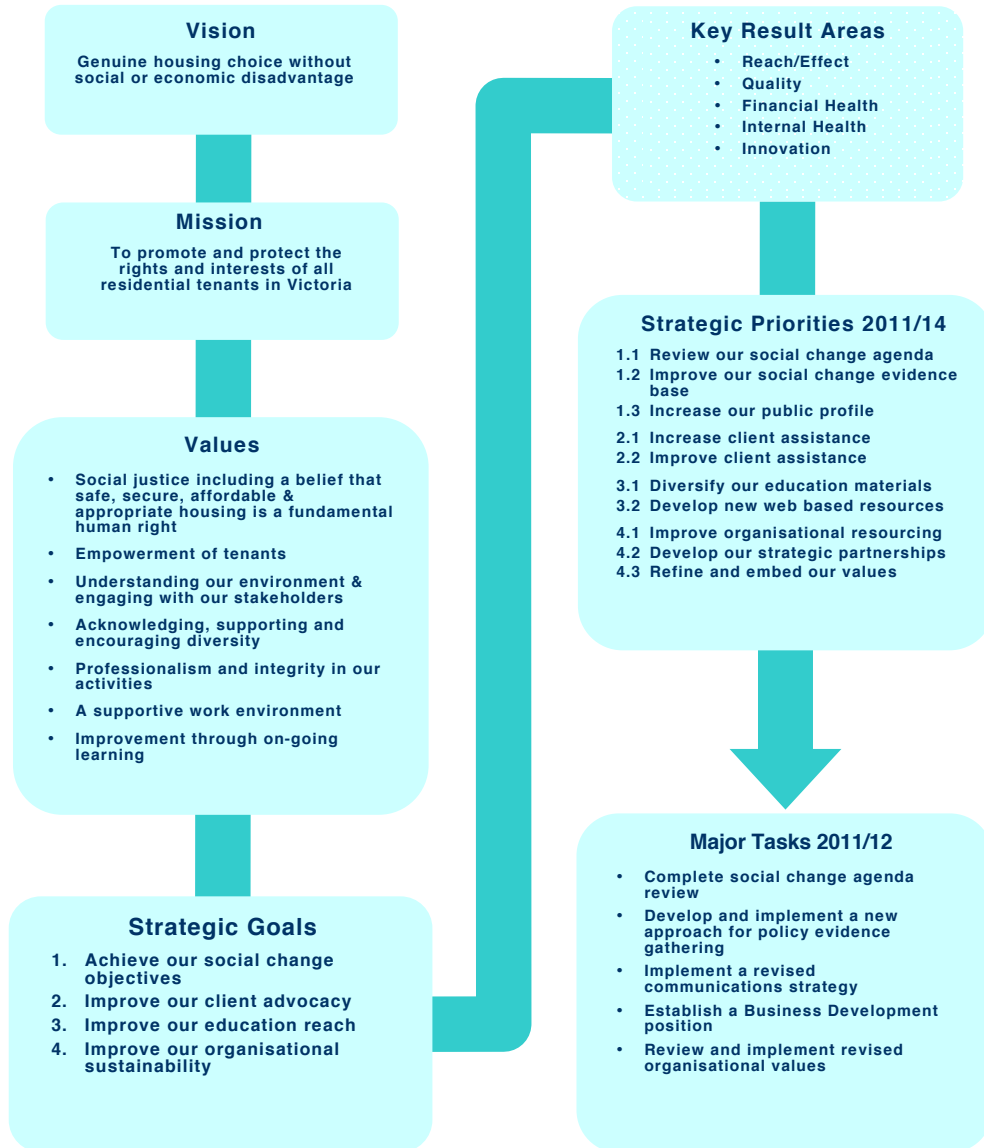 Vision
Genuine housing choice without
social or economic disadvantage
Mission
To promote and protect the
rights and interests of all
residential tenants in Victoria
Values
• Social justice including a belief that
safe, secure, affordable &
appropriate housing is a fundamental
human right
• Empowerment of tenants
• Understanding our environment &
engaging with our stakeholders
• Acknowledging, supporting and
encouraging diversity
• Professionalism and integrity in our
activities
• A supportive work environment
• Improvement through on-going
learning
Strategic Goals
1. Achieve our social change
objectives
2. Improve our client advocacy
3. Improve our education reach
4. Improve our organisational
sustainability
Key Result Areas
• Reach/Effect
• Quality
• Financial Health
• Internal Health
• Innovation
Strategic Priorities 2011/14
1.1 Review our social change agenda
1.2 Improve our social change evidence
base
1.3 Increase our public profile
2.1 Increase client assistance
2.2 Improve client assistance
3.1 Diversify our education materials
3.2 Develop new web based resources
4.1 Improve organisational resourcing
4.2 Develop our strategic partnerships
4.3 Refine and embed our values
Major Tasks 2011/12
• Complete social change agenda
review
• Develop and implement a new
approach for policy evidence
gathering
• Implement a revised
communications strategy
• Establish a Business Development
position
• Review and implement revised
organisational values